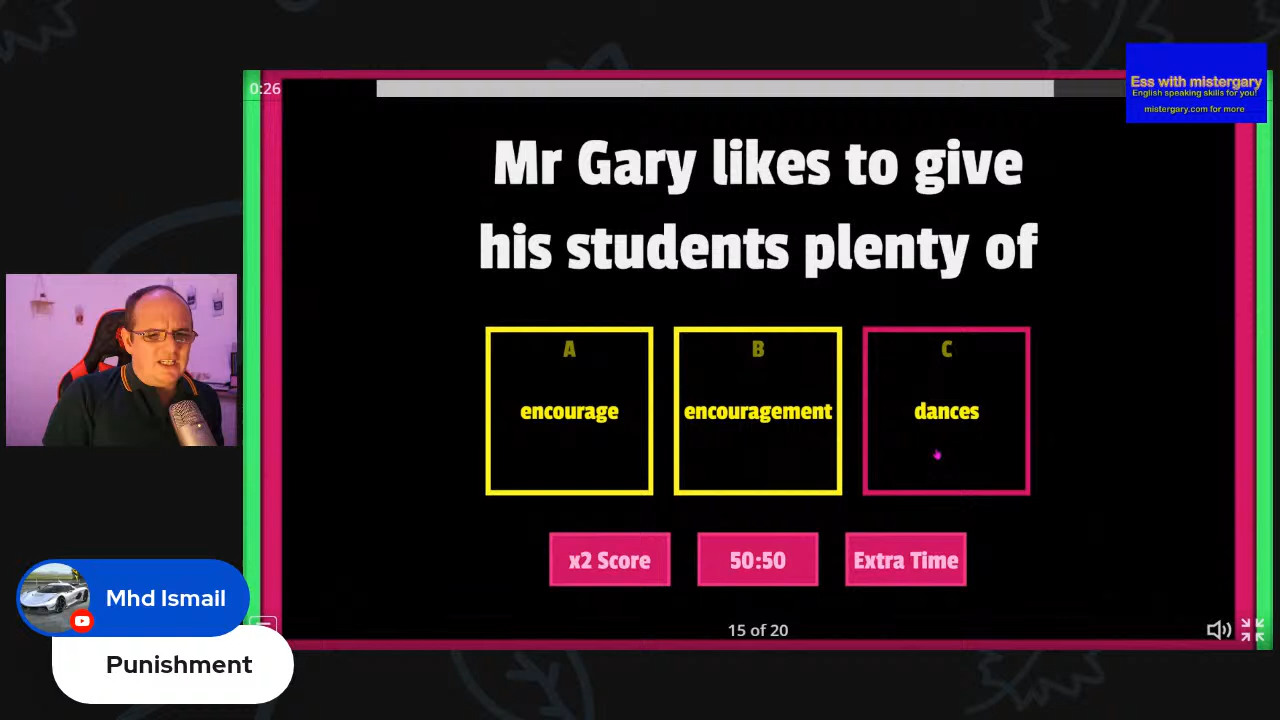 0:26
Ess with mistergary
English speaking skills for you!
mistergary.com for more
Mr Gary likes to give
his students plenty of
A
encourage
B
encouragement
C
dances
x2 Score
50:50
Extra Time
15 of 20
Mhd Ismail
Punishment